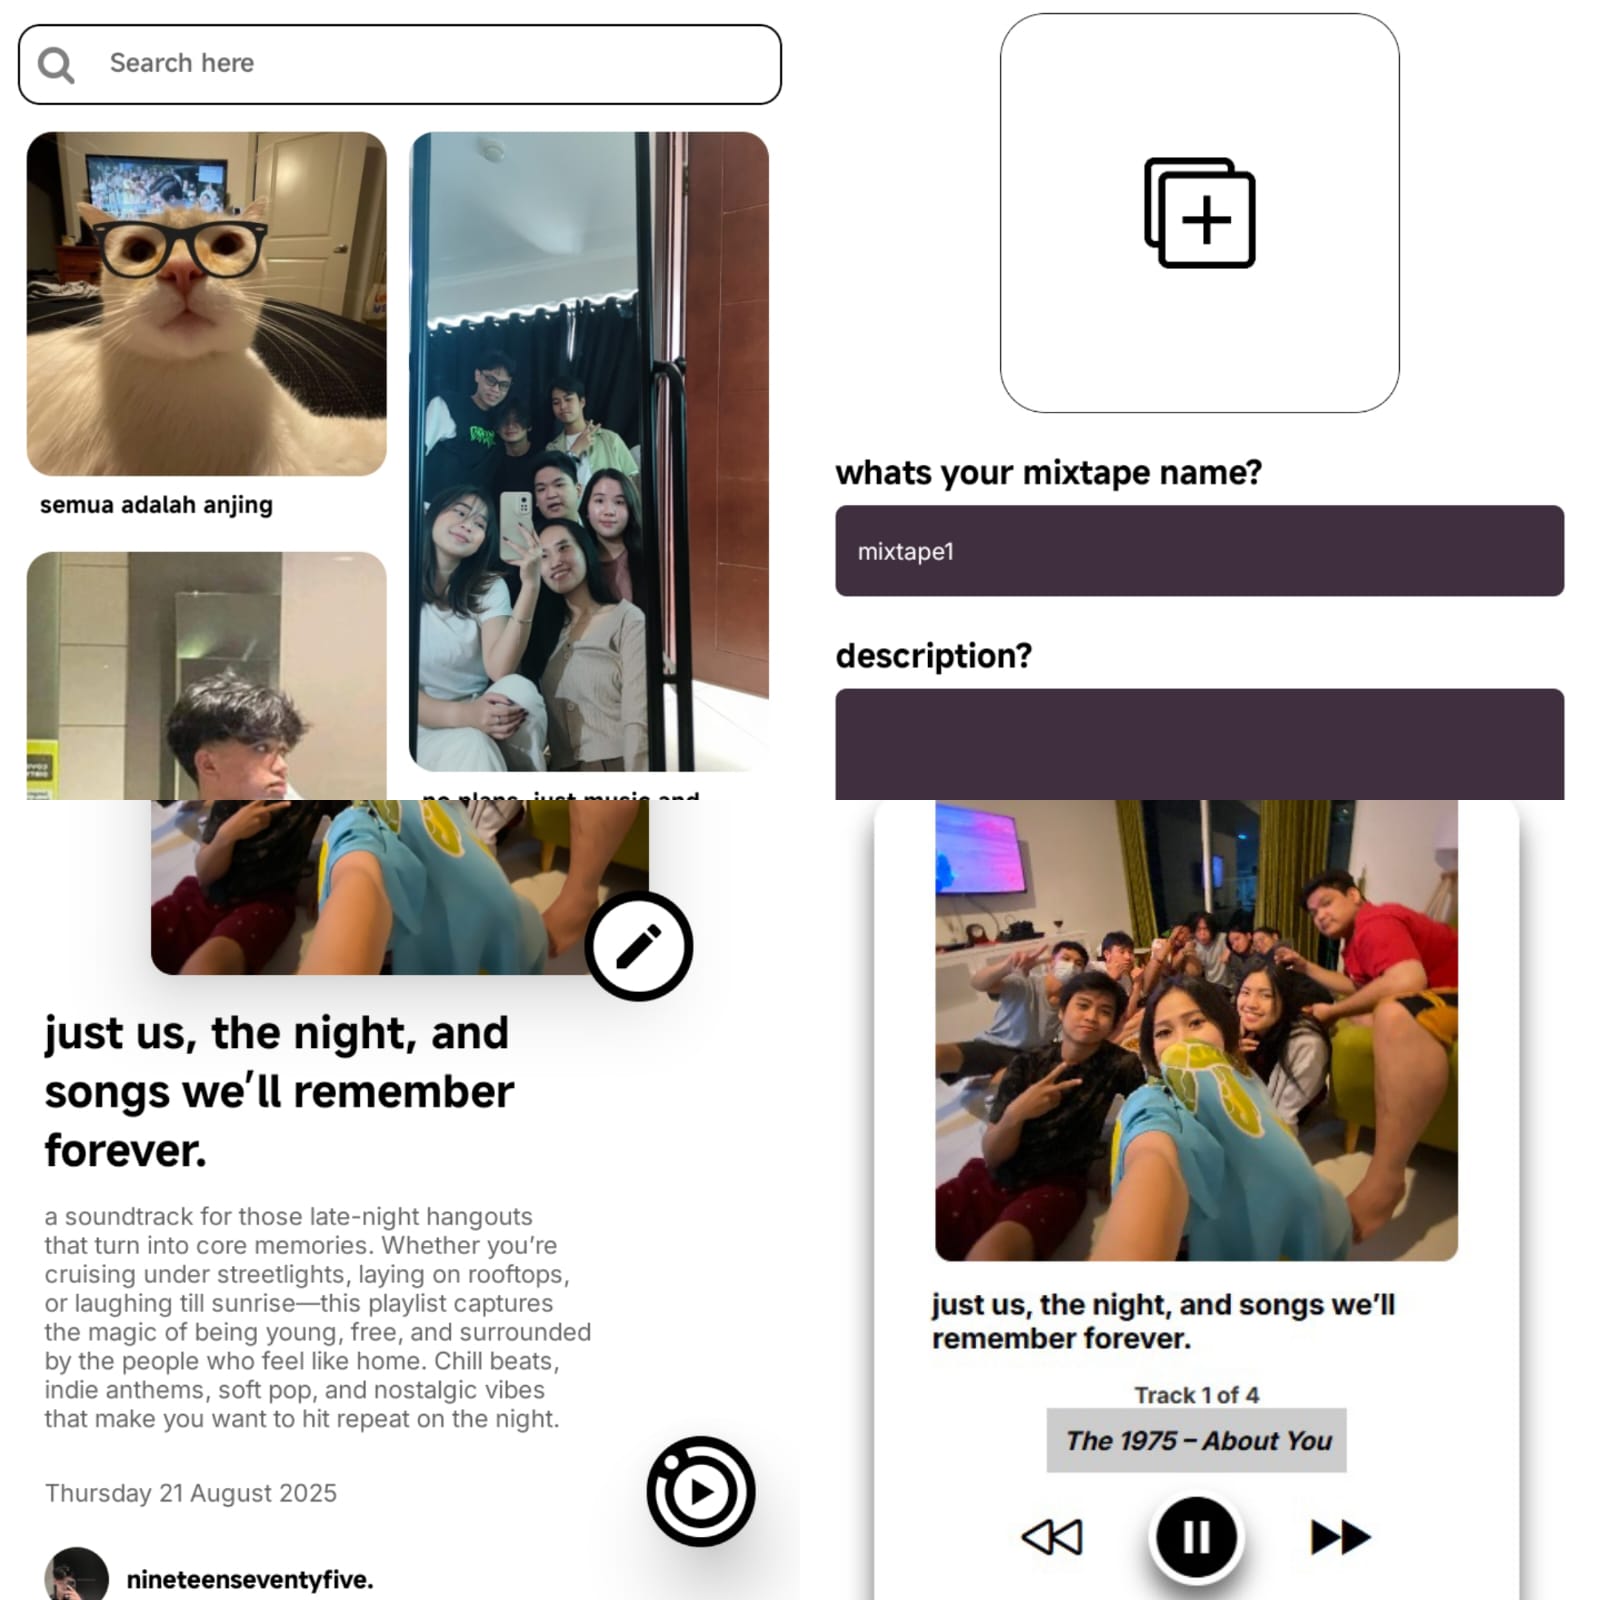 Search here
semua adalah anjing
no plans, just music and
whats your mixtape name?
mixtape1
description?
just us, the night, and
songs we’ll remember
forever.
a soundtrack for those late-night hangouts
that turn into core memories. Whether you’re
cruising under streetlights, laying on rooftops,
or laughing till sunrise—this playlist captures
the magic of being young, free, and surrounded
by the people who feel like home. Chill beats,
indie anthems, soft pop, and nostalgic vibes
that make you want to hit repeat on the night.
Thursday 21 August 2025
nineteenseventyfive.
just us, the night, and songs we’ll
remember forever.
Track 1 of 4
The 1975 – About You